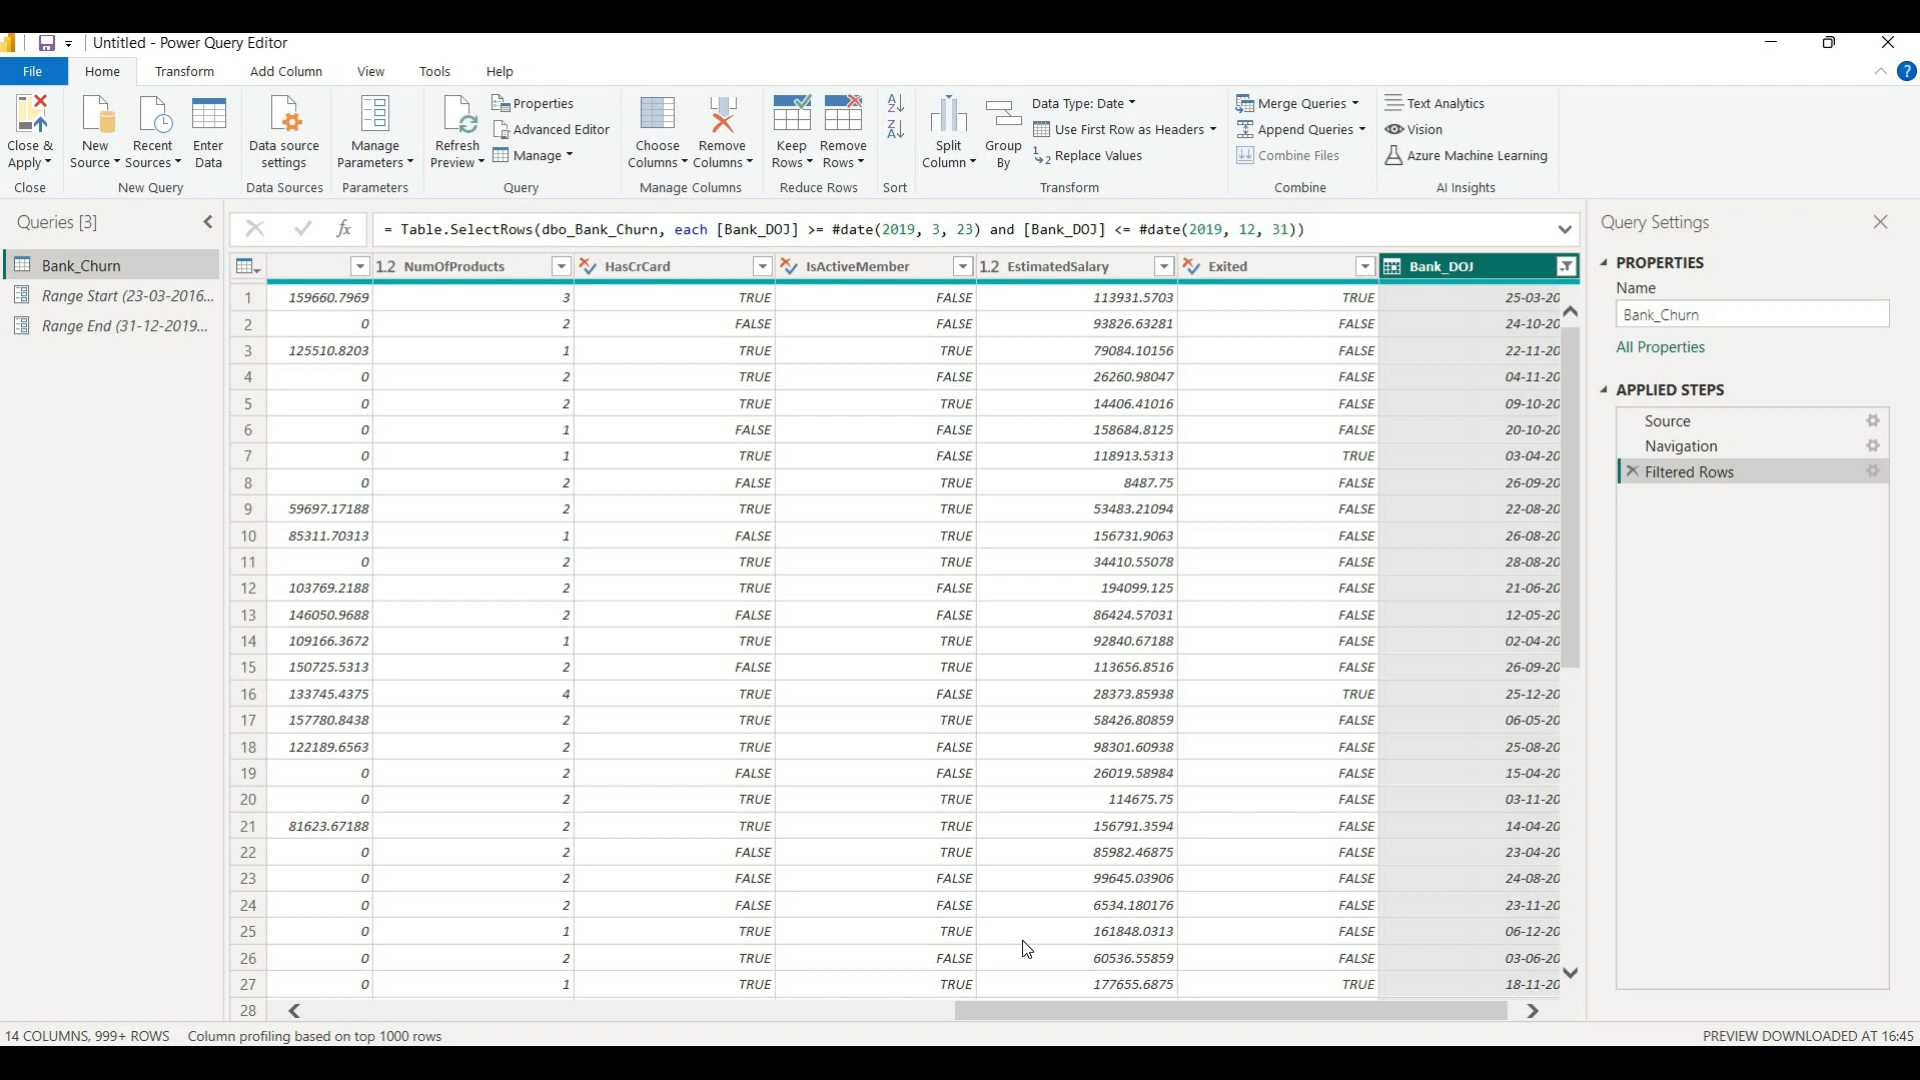 Untitled - Power Query Editor
File Home Transform Add Column View Tools Help
Close & Apply
Close
New Source
Recent Sources
Enter Data
New Query
Data source settings
Data Sources
Manage Parameters
Parameters
Refresh Preview
Properties
Advanced Editor
Manage
Query
Choose Columns
Remove Columns
Manage Columns
Keep Rows
Remove Rows
Reduce Rows
Sort
Split Column
Group By
Data Type: Date
Use First Row as Headers
Replace Values
Transform
Merge Queries
Append Queries
Combine Files
Combine
Text Analytics
Vision
Azure Machine Learning
AI Insights
Queries [3]
Bank_Churn
Range Start (23-03-2016...
Range End (31-12-2019...
= Table.SelectRows(dbo_Bank_Churn, each [Bank_DOJ] >= #date(2019, 3, 23) and [Bank_DOJ] <= #date(2019, 12, 31))
1.2 NumOfProducts HasCrCard IsActiveMember 1.2 EstimatedSalary Exited Bank_DOJ
1 159660.7969 3 TRUE FALSE 113931.5703 TRUE 25-03-20
2 0 2 FALSE FALSE 93826.63281 FALSE 24-10-20
3 125510.8203 1 TRUE TRUE 79084.10156 FALSE 22-11-20
4 0 2 TRUE FALSE 26260.98047 FALSE 04-11-20
5 0 2 TRUE TRUE 14406.41016 FALSE 09-10-20
6 0 1 FALSE FALSE 158684.8125 FALSE 20-10-20
7 0 1 TRUE FALSE 118913.5313 TRUE 03-04-20
8 0 2 FALSE TRUE 8487.75 FALSE 26-09-20
9 59697.17188 2 TRUE TRUE 53483.21094 FALSE 22-08-20
10 85311.70313 1 FALSE TRUE 156731.9063 FALSE 26-08-20
11 0 2 TRUE TRUE 34410.55078 FALSE 28-08-20
12 103769.2188 2 TRUE FALSE 194099.125 FALSE 21-06-20
13 146050.9688 2 FALSE FALSE 86424.57031 FALSE 12-05-20
14 109166.3672 1 TRUE TRUE 92840.67188 FALSE 02-04-20
15 150725.5313 2 FALSE TRUE 113656.8516 FALSE 26-09-20
16 133745.4375 4 TRUE FALSE 28373.85938 TRUE 25-12-20
17 157780.8438 2 TRUE TRUE 58426.80859 FALSE 06-05-20
18 122189.6563 2 TRUE FALSE 98301.60938 FALSE 25-08-20
19 0 2 FALSE FALSE 26019.58984 FALSE 15-04-20
20 0 2 TRUE TRUE 114675.75 FALSE 03-11-20
21 81623.67188 2 TRUE TRUE 156791.3594 FALSE 14-04-20
22 0 2 FALSE TRUE 85982.46875 FALSE 23-04-20
23 0 2 FALSE FALSE 99645.03906 FALSE 24-08-20
24 0 2 FALSE FALSE 6534.180176 FALSE 23-11-20
25 0 1 TRUE TRUE 161848.0313 FALSE 06-12-20
26 0 2 TRUE FALSE 60536.55859 FALSE 03-06-20
27 0 1 TRUE TRUE 177655.6875 TRUE 18-11-20
28
Query Settings
PROPERTIES
Name
Bank_Churn
All Properties
APPLIED STEPS
Source
Navigation
Filtered Rows
14 COLUMNS, 999+ ROWS Column profiling based on top 1000 rows PREVIEW DOWNLOADED AT 16:45